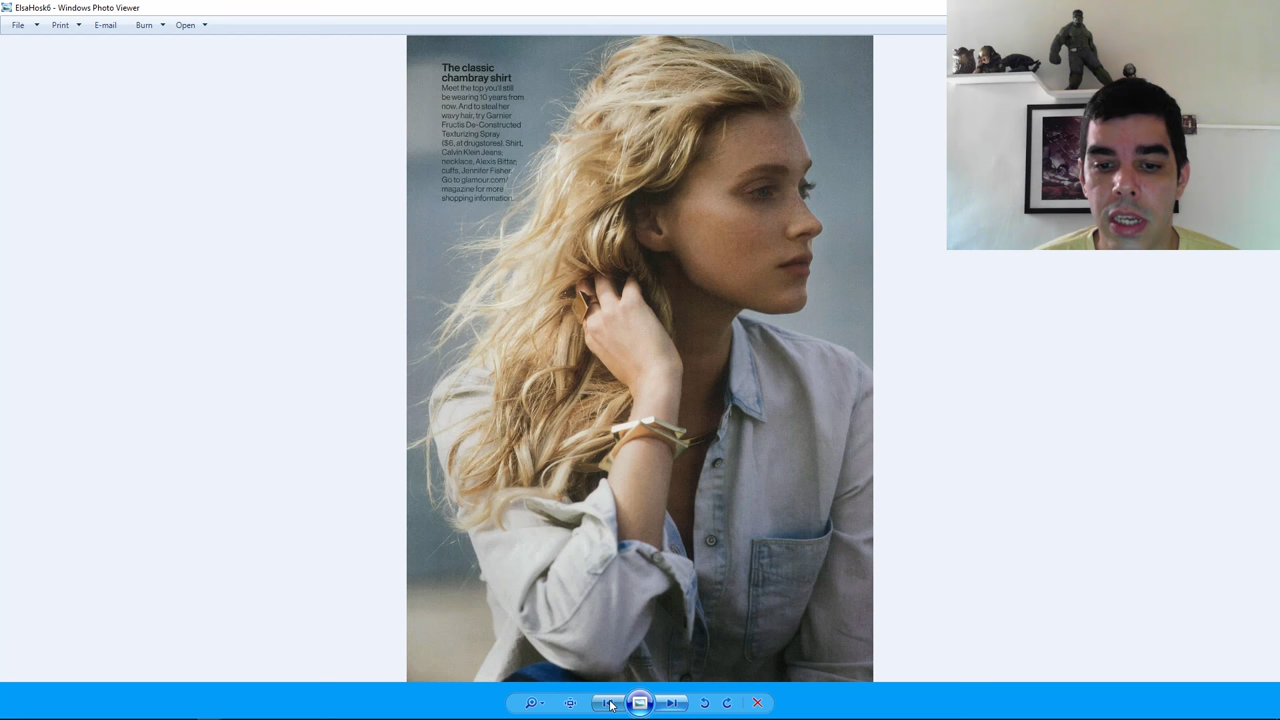 ElsaHosk6 - Windows Photo Viewer
File Print E-mail Burn Open
The classic
chambray shirt
Meet the top you'll still
be wearing 10 years from
now. And to steal her
wavy hair, try Garnier
Fructis De-Constructed
Texturizing Spray
($6, at drugstores). Shirt,
Calvin Klein Jeans;
necklace, Alexis Bittar;
cuffs, Jennifer Fisher.
Go to glamour.com/
magazine for more
shopping information.